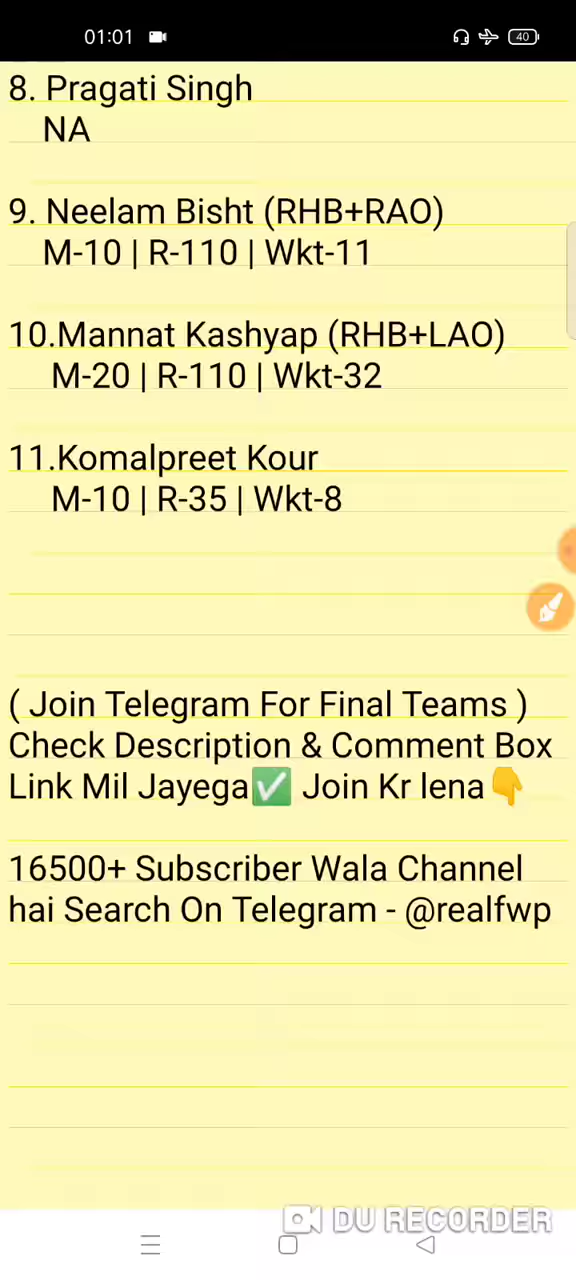 01:01
40
8. Pragati Singh
NA
9. Neelam Bisht (RHB+RAO)
M-10 | R-110 | Wkt-11
10.Mannat Kashyap (RHB+LAO)
M-20 | R-110 | Wkt-32
11.Komalpreet Kour
M-10 | R-35 | Wkt-8
( Join Telegram For Final Teams )
Check Description & Comment Box
Link Mil Jayega✅ Join Kr lena👇
16500+ Subscriber Wala Channel
hai Search On Telegram - @realfwp
DU RECORDER